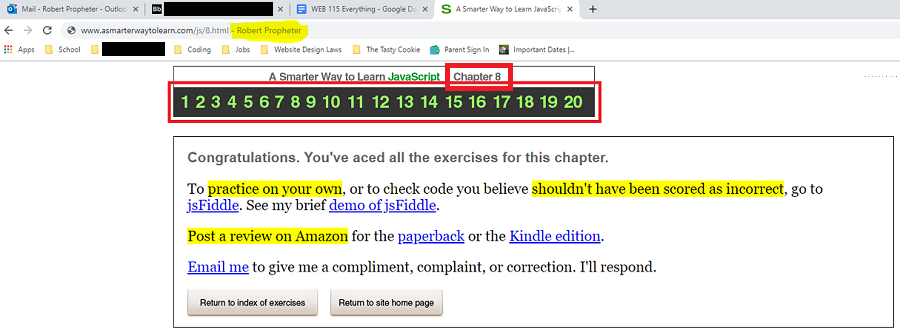 Mail - Robert Propheter - Outlo
Bb
WEB 115 Everything - Google Do
A Smarter Way to Learn JavaScrip
www.asmarterwaytolearn.com/js/8.html - Robert Propheter
Apps School Coding Jobs Website Design Laws The Tasty Cookie Parent Sign In Important Dates |...
A Smarter Way to Learn JavaScript Chapter 8
1 2 3 4 5 6 7 8 9 10 11 12 13 14 15 16 17 18 19 20
Congratulations. You've aced all the exercises for this chapter.
To practice on your own, or to check code you believe shouldn't have been scored as incorrect, go to
jsFiddle. See my brief demo of jsFiddle.
Post a review on Amazon for the paperback or the Kindle edition.
Email me to give me a compliment, complaint, or correction. I'll respond.
Return to index of exercises
Return to site home page